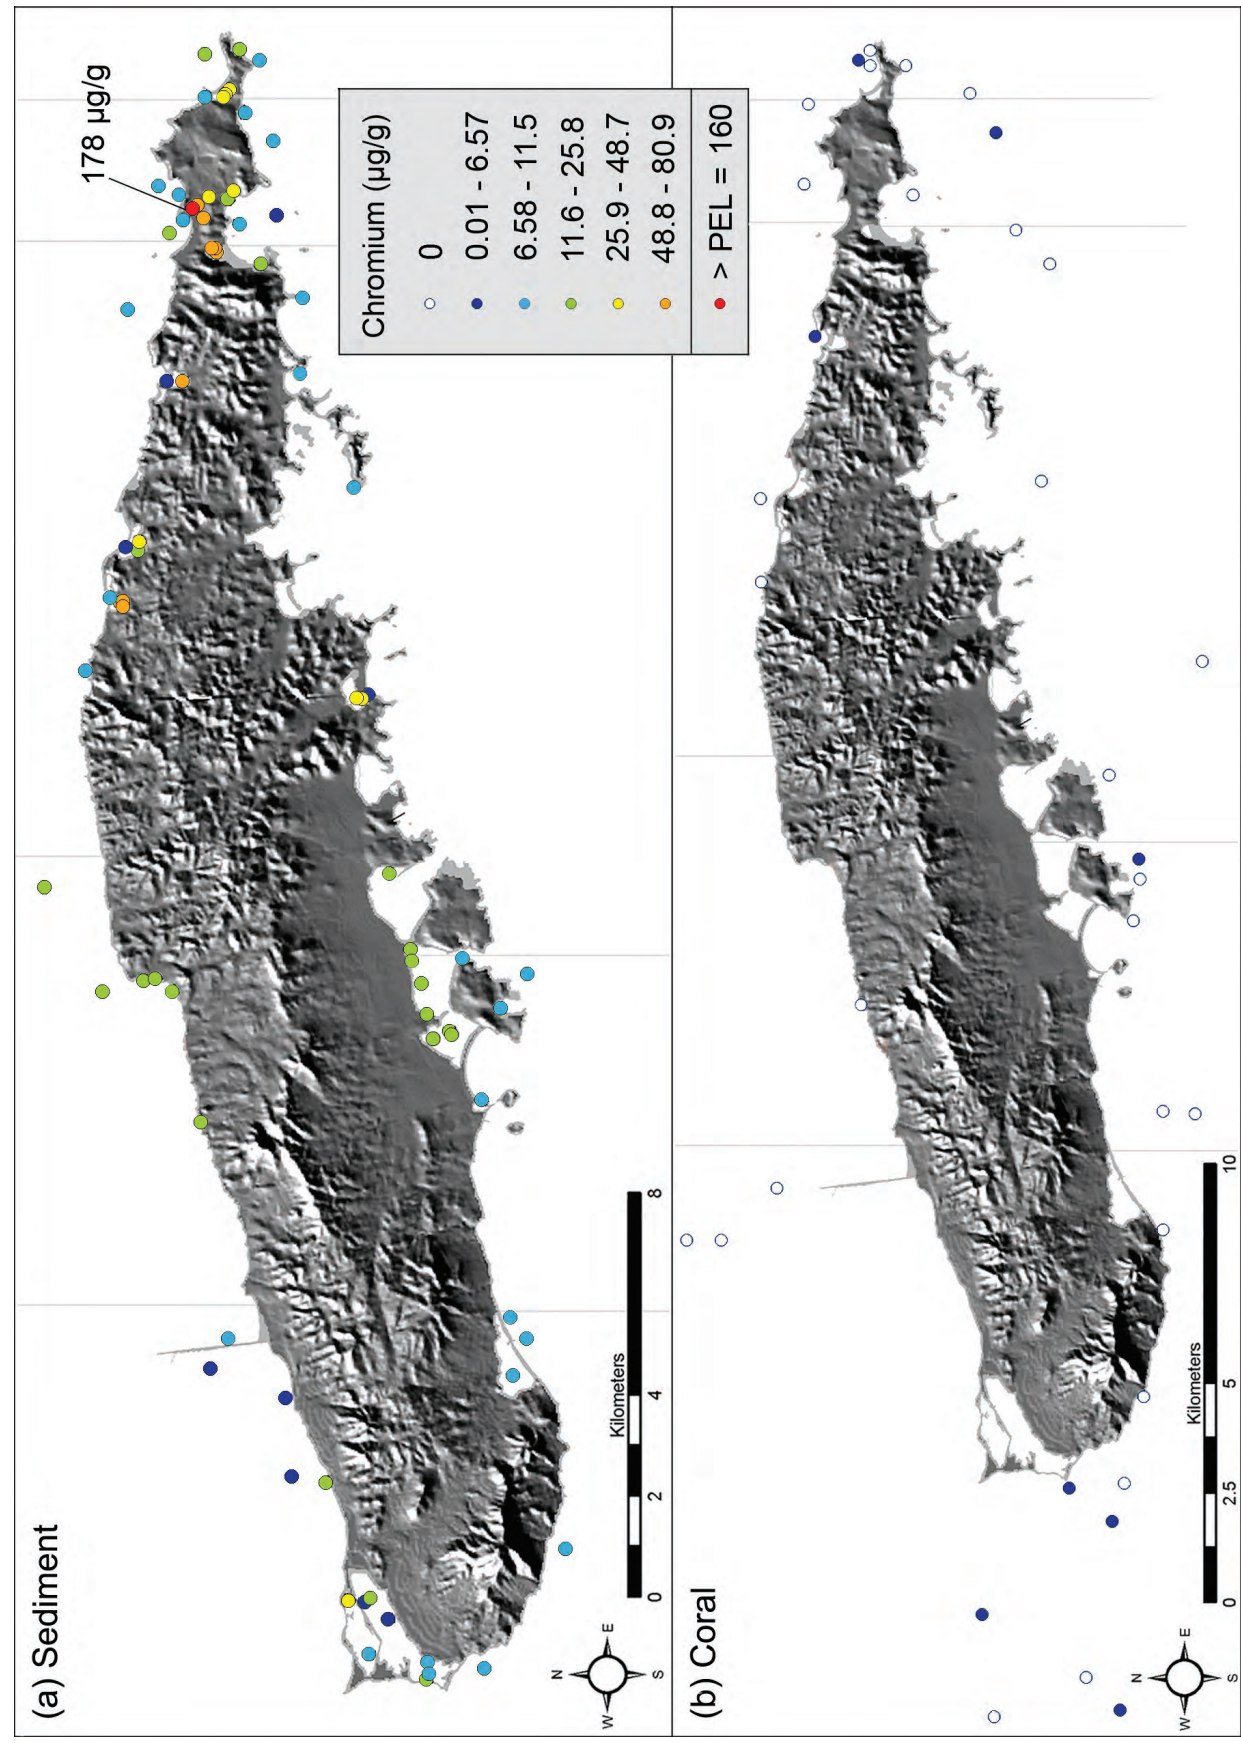 (a) Sediment
178 µg/g
Chromium (µg/g)
0
0.01 - 6.57
6.58 - 11.5
11.6 - 25.8
25.9 - 48.7
48.8 - 80.9
> PEL = 160
Kilometers
0 2 4 8
N
W E
S
(b) Coral
Kilometers
0 2.5 5 10
N
W E
S